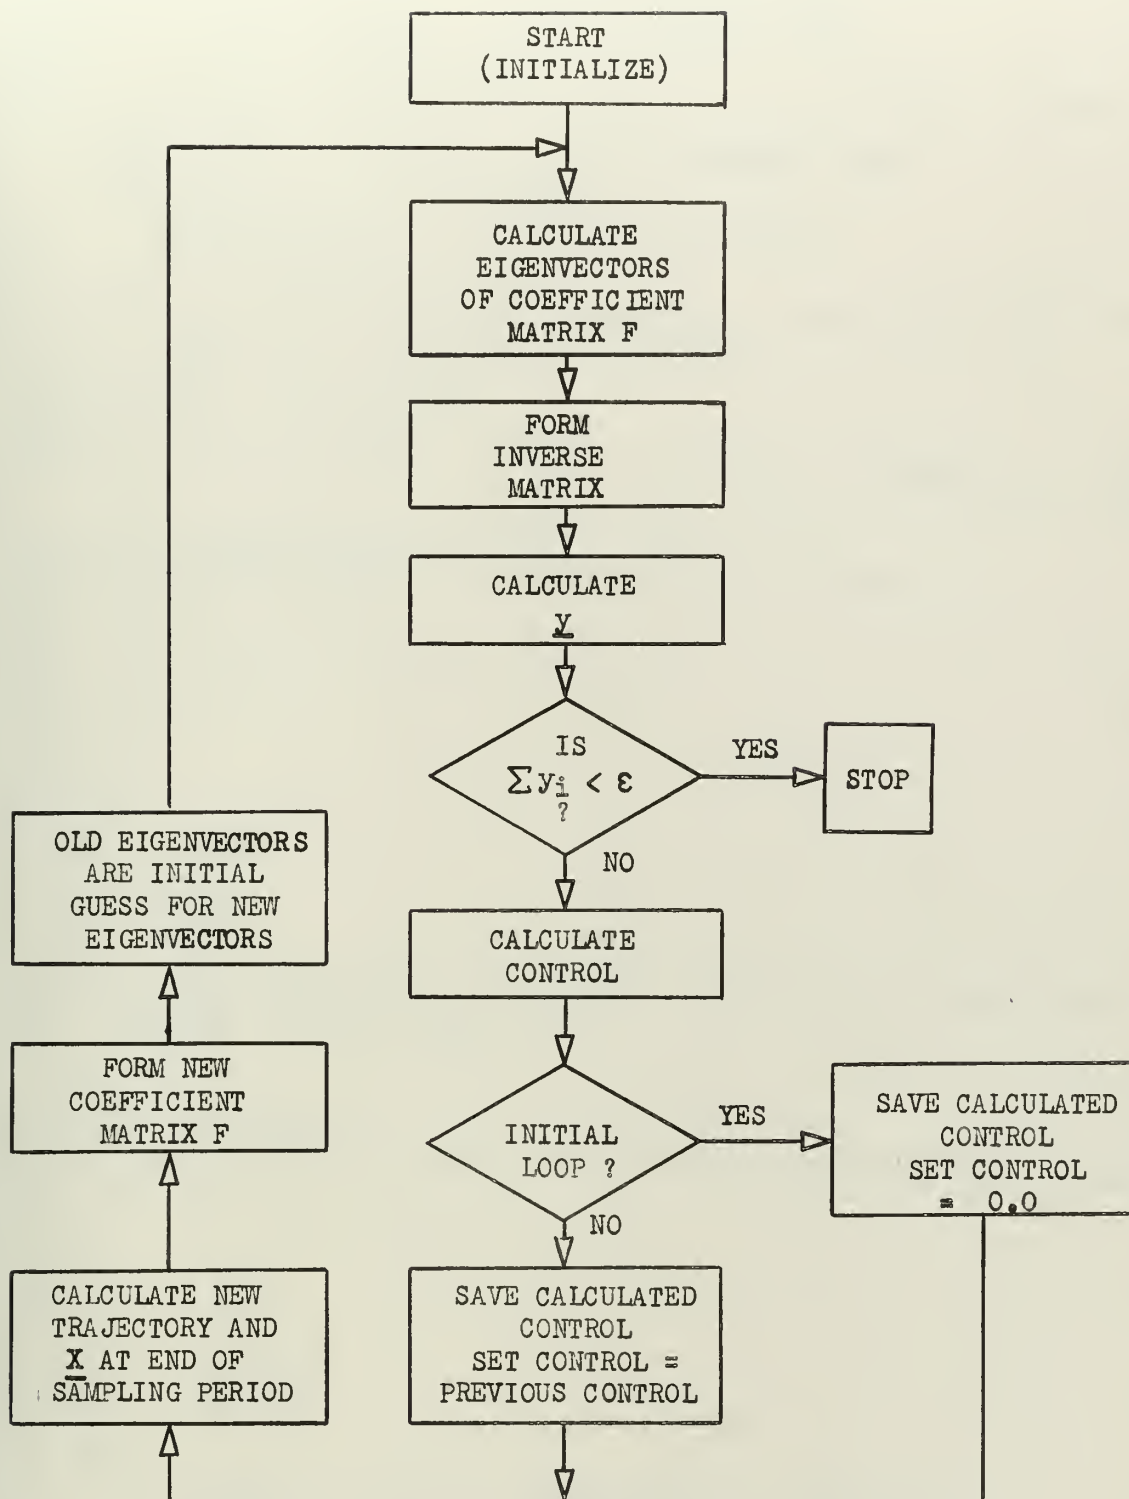 START
(INITIALIZE)
CALCULATE
EIGENVECTORS
OF COEFFICIENT
MATRIX F
FORM
INVERSE
MATRIX
CALCULATE
y
IS
Σ yi < ε
?
YES
STOP
NO
CALCULATE
CONTROL
INITIAL
LOOP ?
YES
SAVE CALCULATED
CONTROL
SET CONTROL
= 0.0
NO
SAVE CALCULATED
CONTROL
SET CONTROL =
PREVIOUS CONTROL
CALCULATE NEW
TRAJECTORY AND
X AT END OF
SAMPLING PERIOD
FORM NEW
COEFFICIENT
MATRIX F
OLD EIGENVECTORS
ARE INITIAL
GUESS FOR NEW
EIGENVECTORS